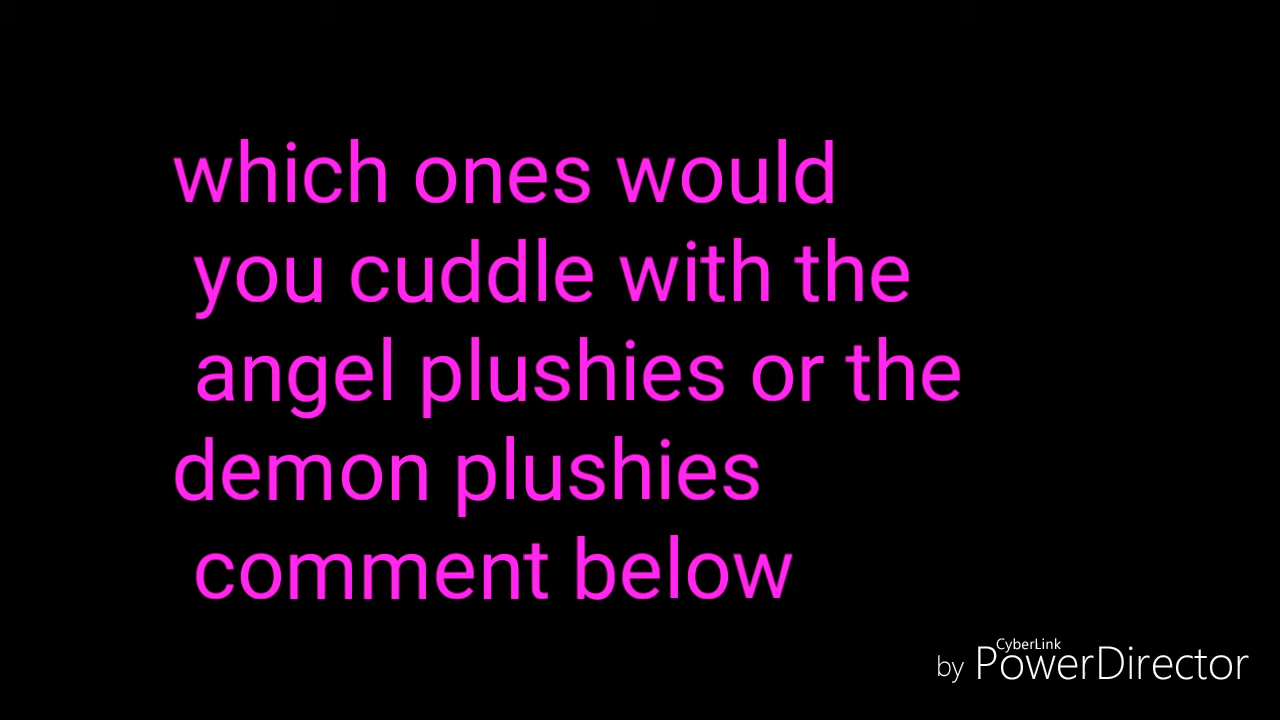 which ones would
you cuddle with the
angel plushies or the
demon plushies
comment below
CyberLink
by PowerDirector